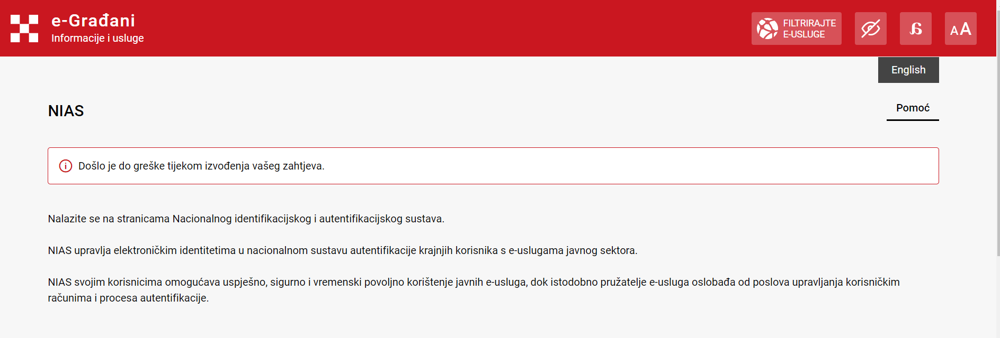 e-Građani
Informacije i usluge
FILTRIRAJTE
E-USLUGE
a
AA
English
NIAS
Pomoć
Došlo je do greške tijekom izvođenja vašeg zahtjeva.
Nalazite se na stranicama Nacionalnog identifikacijskog i autentifikacijskog sustava.
NIAS upravlja elektroničkim identitetima u nacionalnom sustavu autentifikacije krajnjih korisnika s e-uslugama javnog sektora.
NIAS svojim korisnicima omogućava uspješno, sigurno i vremenski povoljno korištenje javnih e-usluga, dok istodobno pružatelje e-usluga oslobađa od poslova upravljanja korisničkim
računima i procesa autentifikacije.